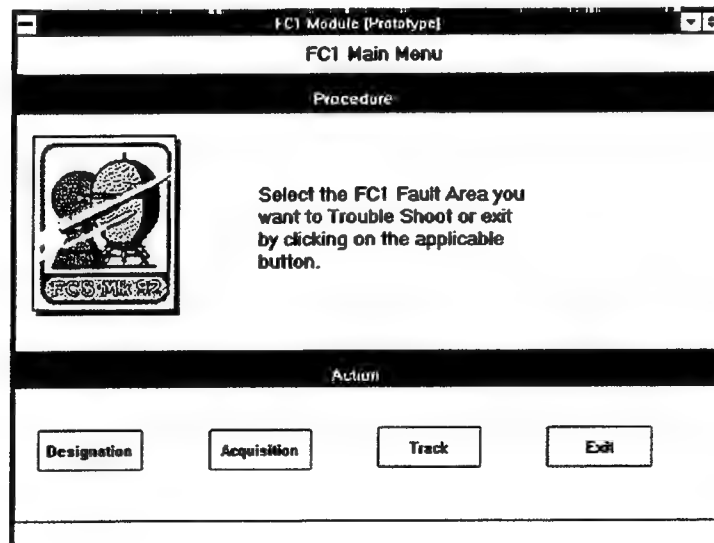 FC1 Module [Prototype]
FC1 Main Menu
Procedure
Select the FC1 Fault Area you
want to Trouble Shoot or exit
by clicking on the applicable
button.
FCS MK 92
Action
Designation
Acquisition
Track
Exit